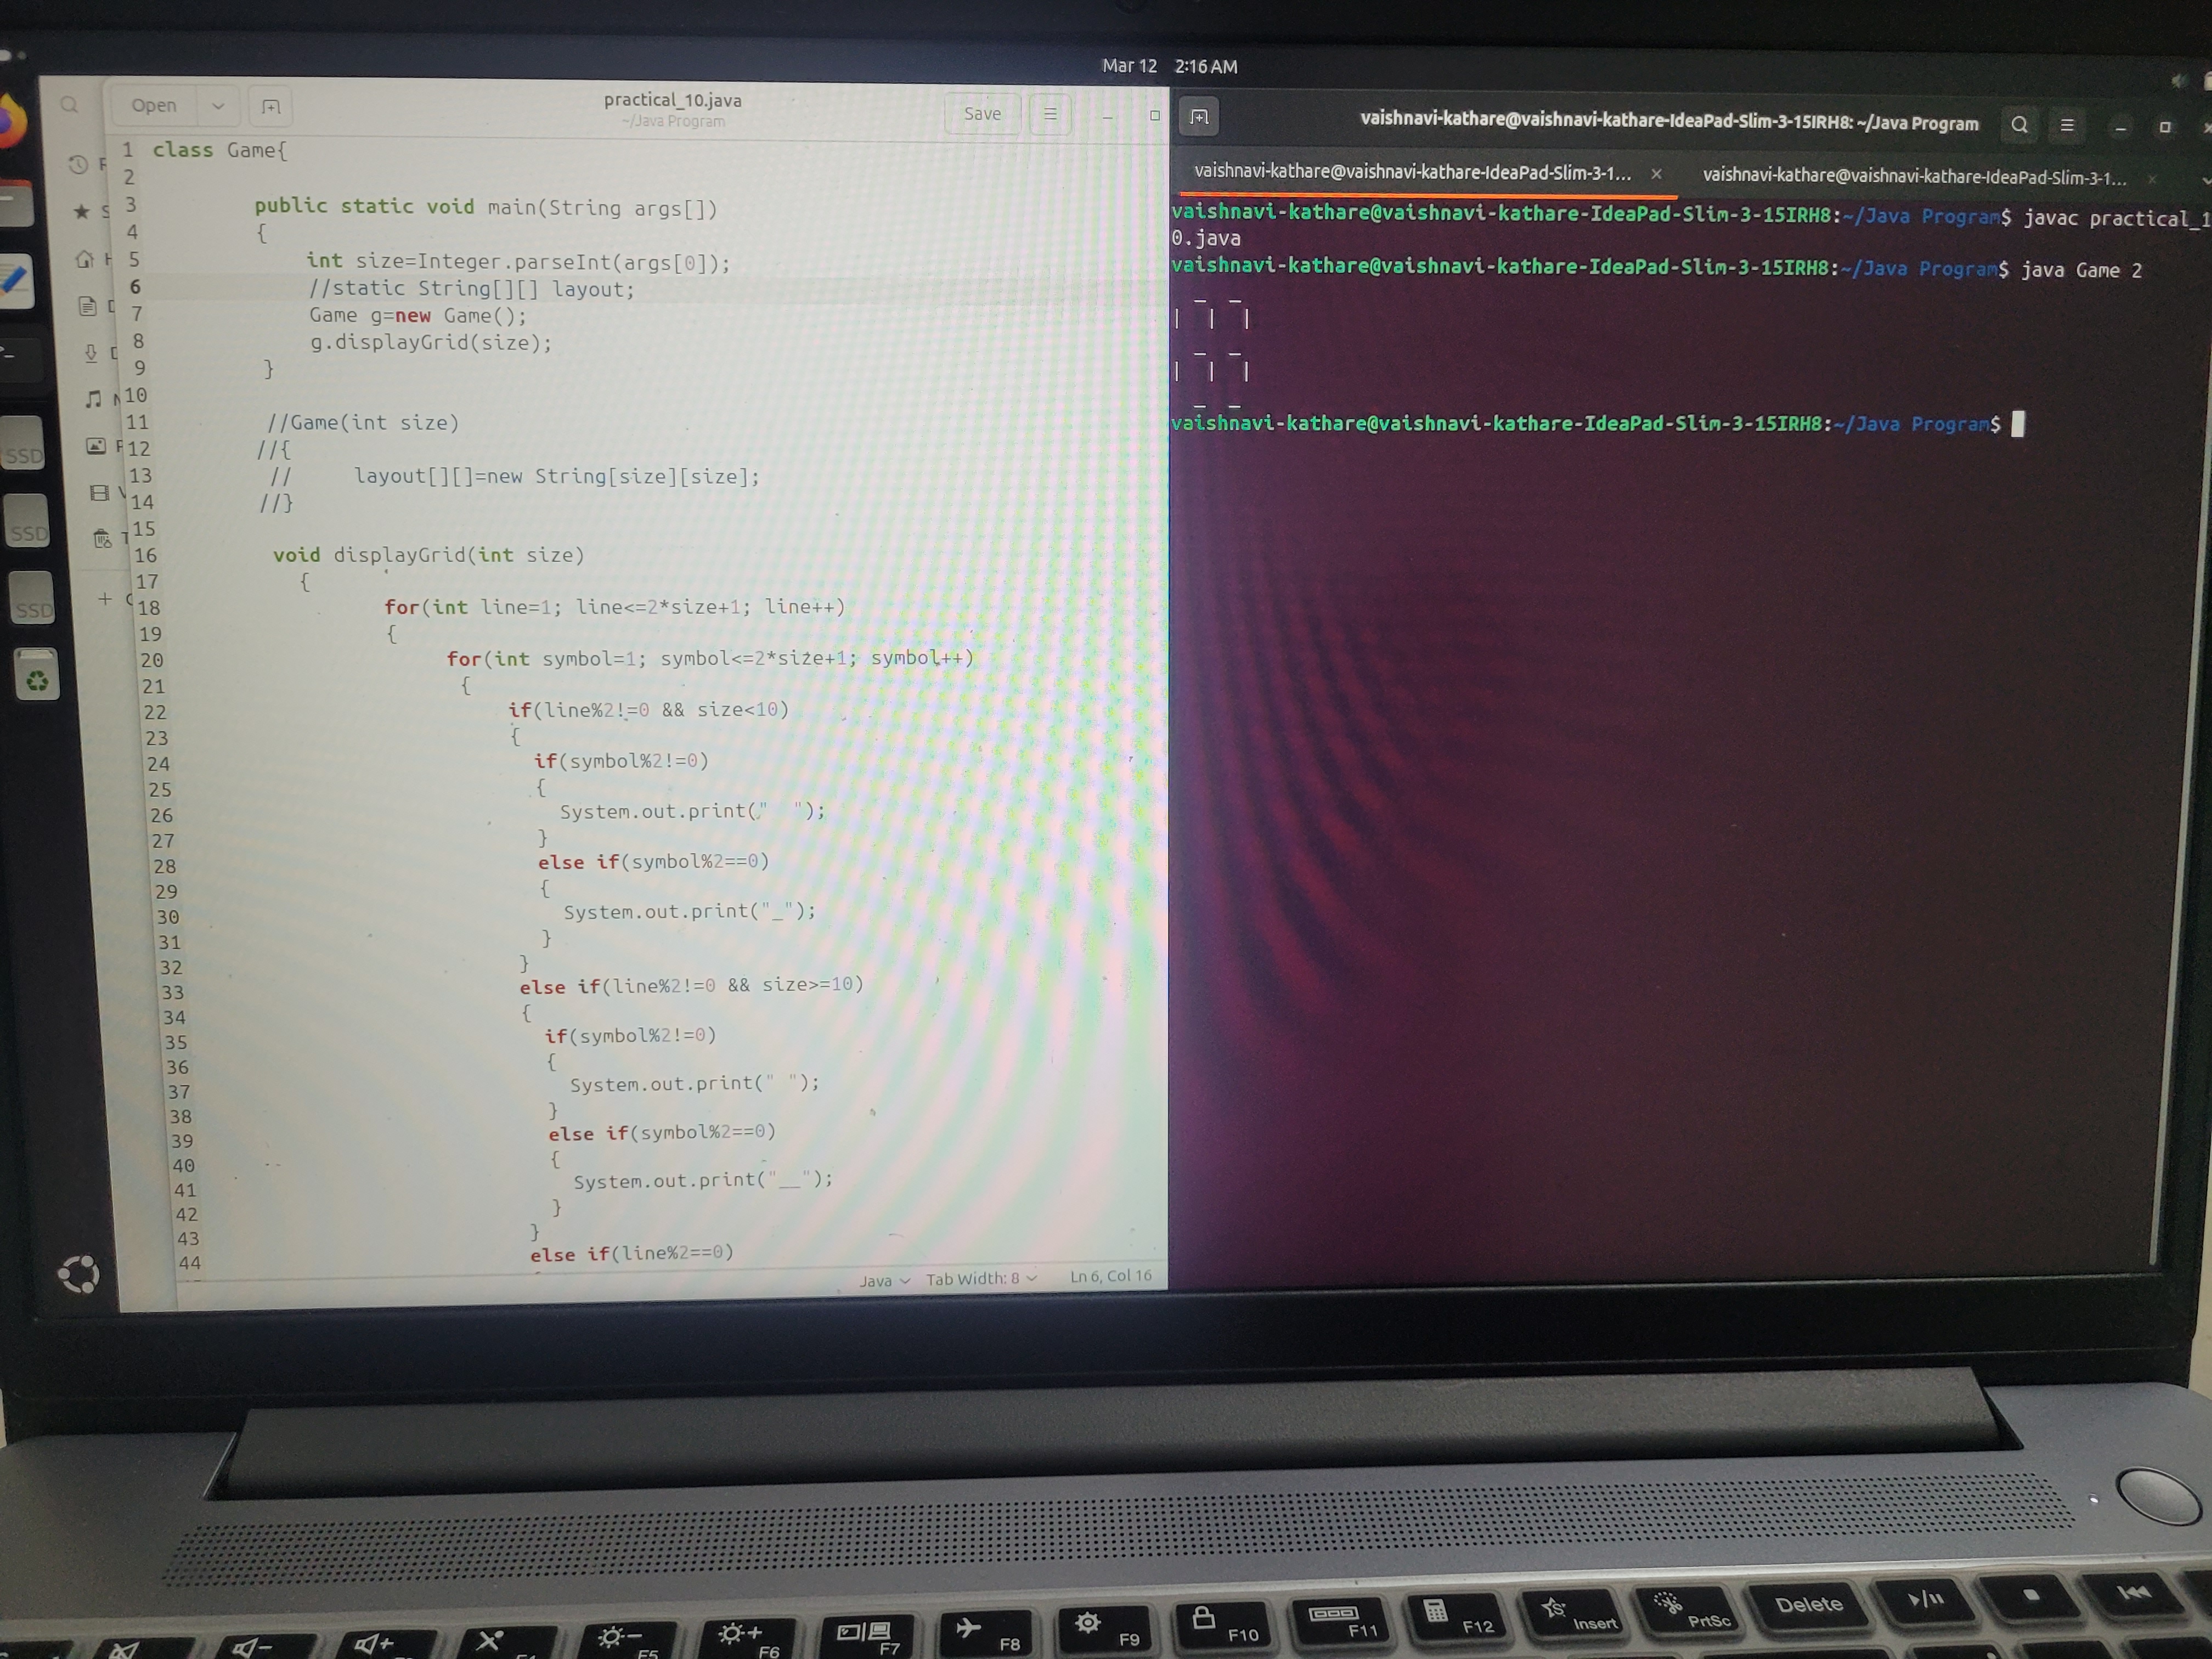 Mar 12 2:16 AM
Open
practical_10.java
~/Java Program
Save
1 class Game{
2
3 public static void main(String args[])
4 {
5 int size=Integer.parseInt(args[0]);
6 //static String[][] layout;
7 Game g=new Game();
8 g.displayGrid(size);
9 }
10
11 //Game(int size)
12 //{
13 // layout[][]=new String[size][size];
14 //}
15
16 void displayGrid(int size)
17 {
18 for(int line=1; line<=2*size+1; line++)
19 {
20 for(int symbol=1; symbol<=2*size+1; symbol++)
21 {
22 if(line%2!=0 && size<10)
23 {
24 if(symbol%2!=0)
25 {
26 System.out.print("  ");
27 }
28 else if(symbol%2==0)
29 {
30 System.out.print("_");
31 }
32 }
33 else if(line%2!=0 && size>=10)
34 {
35 if(symbol%2!=0)
36 {
37 System.out.print(" ");
38 }
39 else if(symbol%2==0)
40 {
41 System.out.print("__");
42 }
43 }
44 else if(line%2==0)
Java Tab Width: 8 Ln 6, Col 16
vaishnavi-kathare@vaishnavi-kathare-IdeaPad-Slim-3-15IRH8: ~/Java Program
vaishnavi-kathare@vaishnavi-kathare-IdeaPad-Slim-3-1... × vaishnavi-kathare@vaishnavi-kathare-IdeaPad-Slim-3-1... ×
vaishnavi-kathare@vaishnavi-kathare-IdeaPad-Slim-3-15IRH8:~/Java Program$ javac practical_1
0.java
vaishnavi-kathare@vaishnavi-kathare-IdeaPad-Slim-3-15IRH8:~/Java Program$ java Game 2
_ _
| | |
_ _
| | |
_ _
vaishnavi-kathare@vaishnavi-kathare-IdeaPad-Slim-3-15IRH8:~/Java Program$
SSD
SSD
SSD
F5 F6 F7 F8 F9 F10 F11 F12 Insert PrtSc Delete